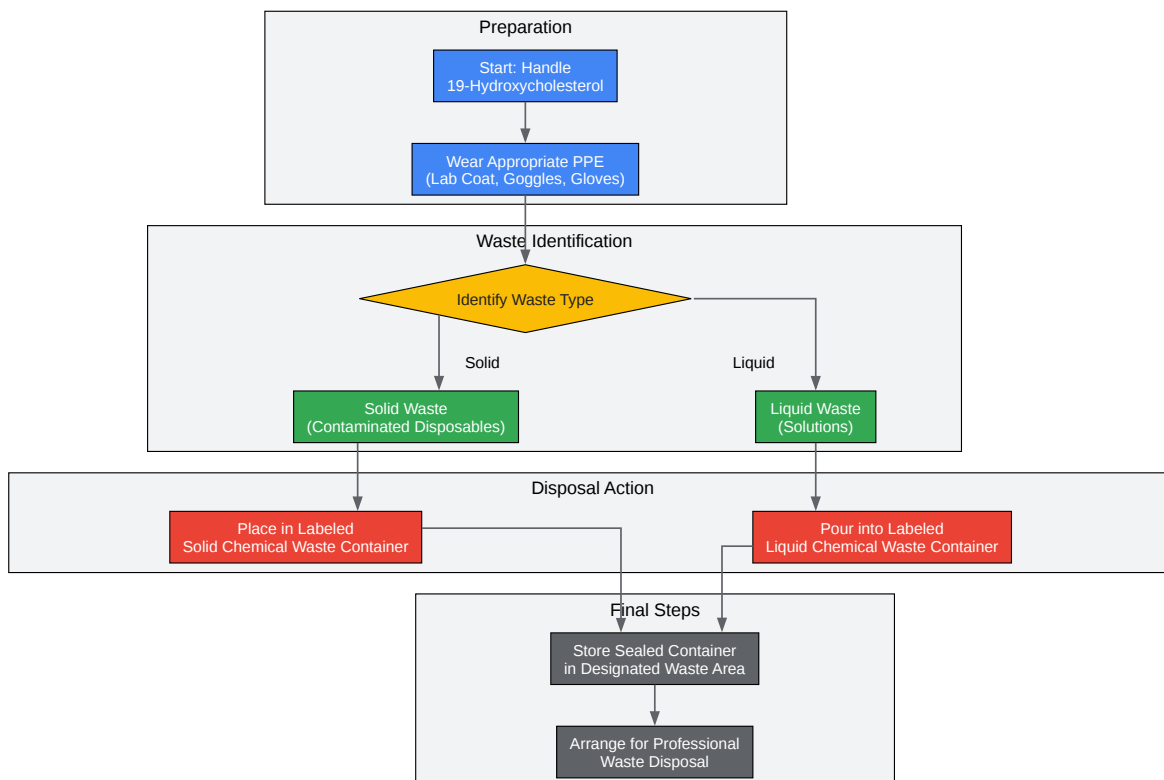 Preparation
Start: Handle
19-Hydroxycholesterol
Wear Appropriate PPE
(Lab Coat, Goggles, Gloves)
Waste Identification
Identify Waste Type
Solid
Liquid
Solid Waste
(Contaminated Disposables)
Liquid Waste
(Solutions)
Disposal Action
Place in Labeled
Solid Chemical Waste Container
Pour into Labeled
Liquid Chemical Waste Container
Final Steps
Store Sealed Container
in Designated Waste Area
Arrange for Professional
Waste Disposal